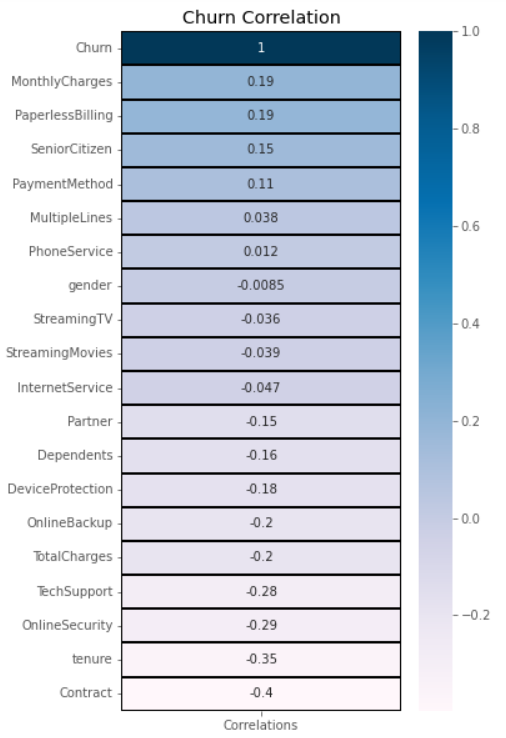 Churn Correlation
Churn 1
MonthlyCharges 0.19
PaperlessBilling 0.19
SeniorCitizen 0.15
PaymentMethod 0.11
MultipleLines 0.038
PhoneService 0.012
gender -0.0085
StreamingTV -0.036
StreamingMovies -0.039
InternetService -0.047
Partner -0.15
Dependents -0.16
DeviceProtection -0.18
OnlineBackup -0.2
TotalCharges -0.2
TechSupport -0.28
OnlineSecurity -0.29
tenure -0.35
Contract -0.4
Correlations
1.0
0.8
0.6
0.4
0.2
0.0
−0.2